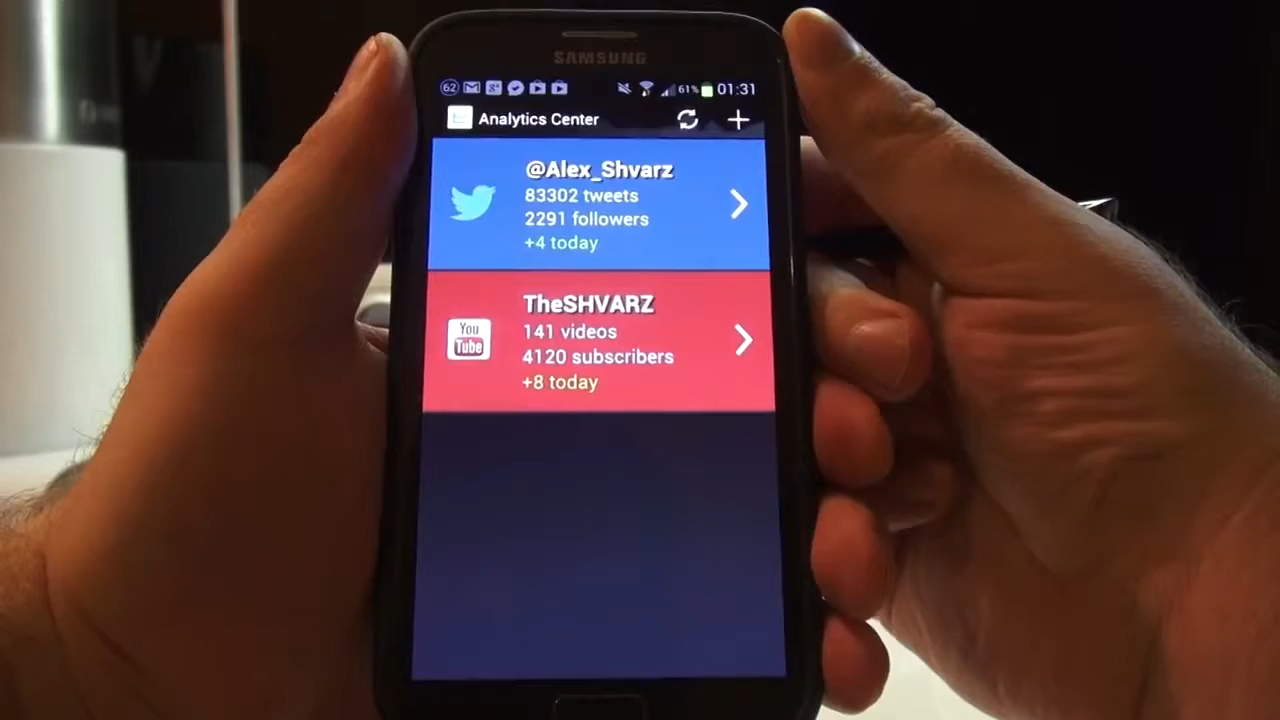 SAMSUNG
62 61% 01:31
Analytics Center
@Alex_Shvarz
83302 tweets
2291 followers
+4 today
TheSHVARZ
You
Tube
141 videos
4120 subscribers
+8 today